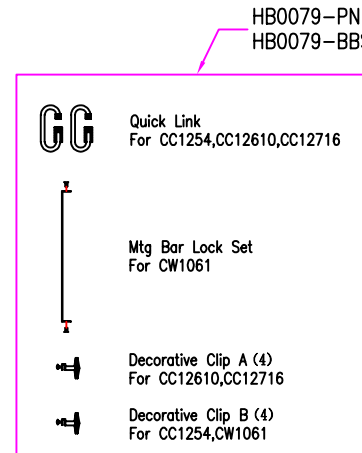 HB0079-PN
HB0079-BBS
Quick Link
For CC1254,CC12610,CC12716
Mtg Bar Lock Set
For CW1061
Decorative Clip A (4)
For CC12610,CC12716
Decorative Clip B (4)
For CC1254,CW1061